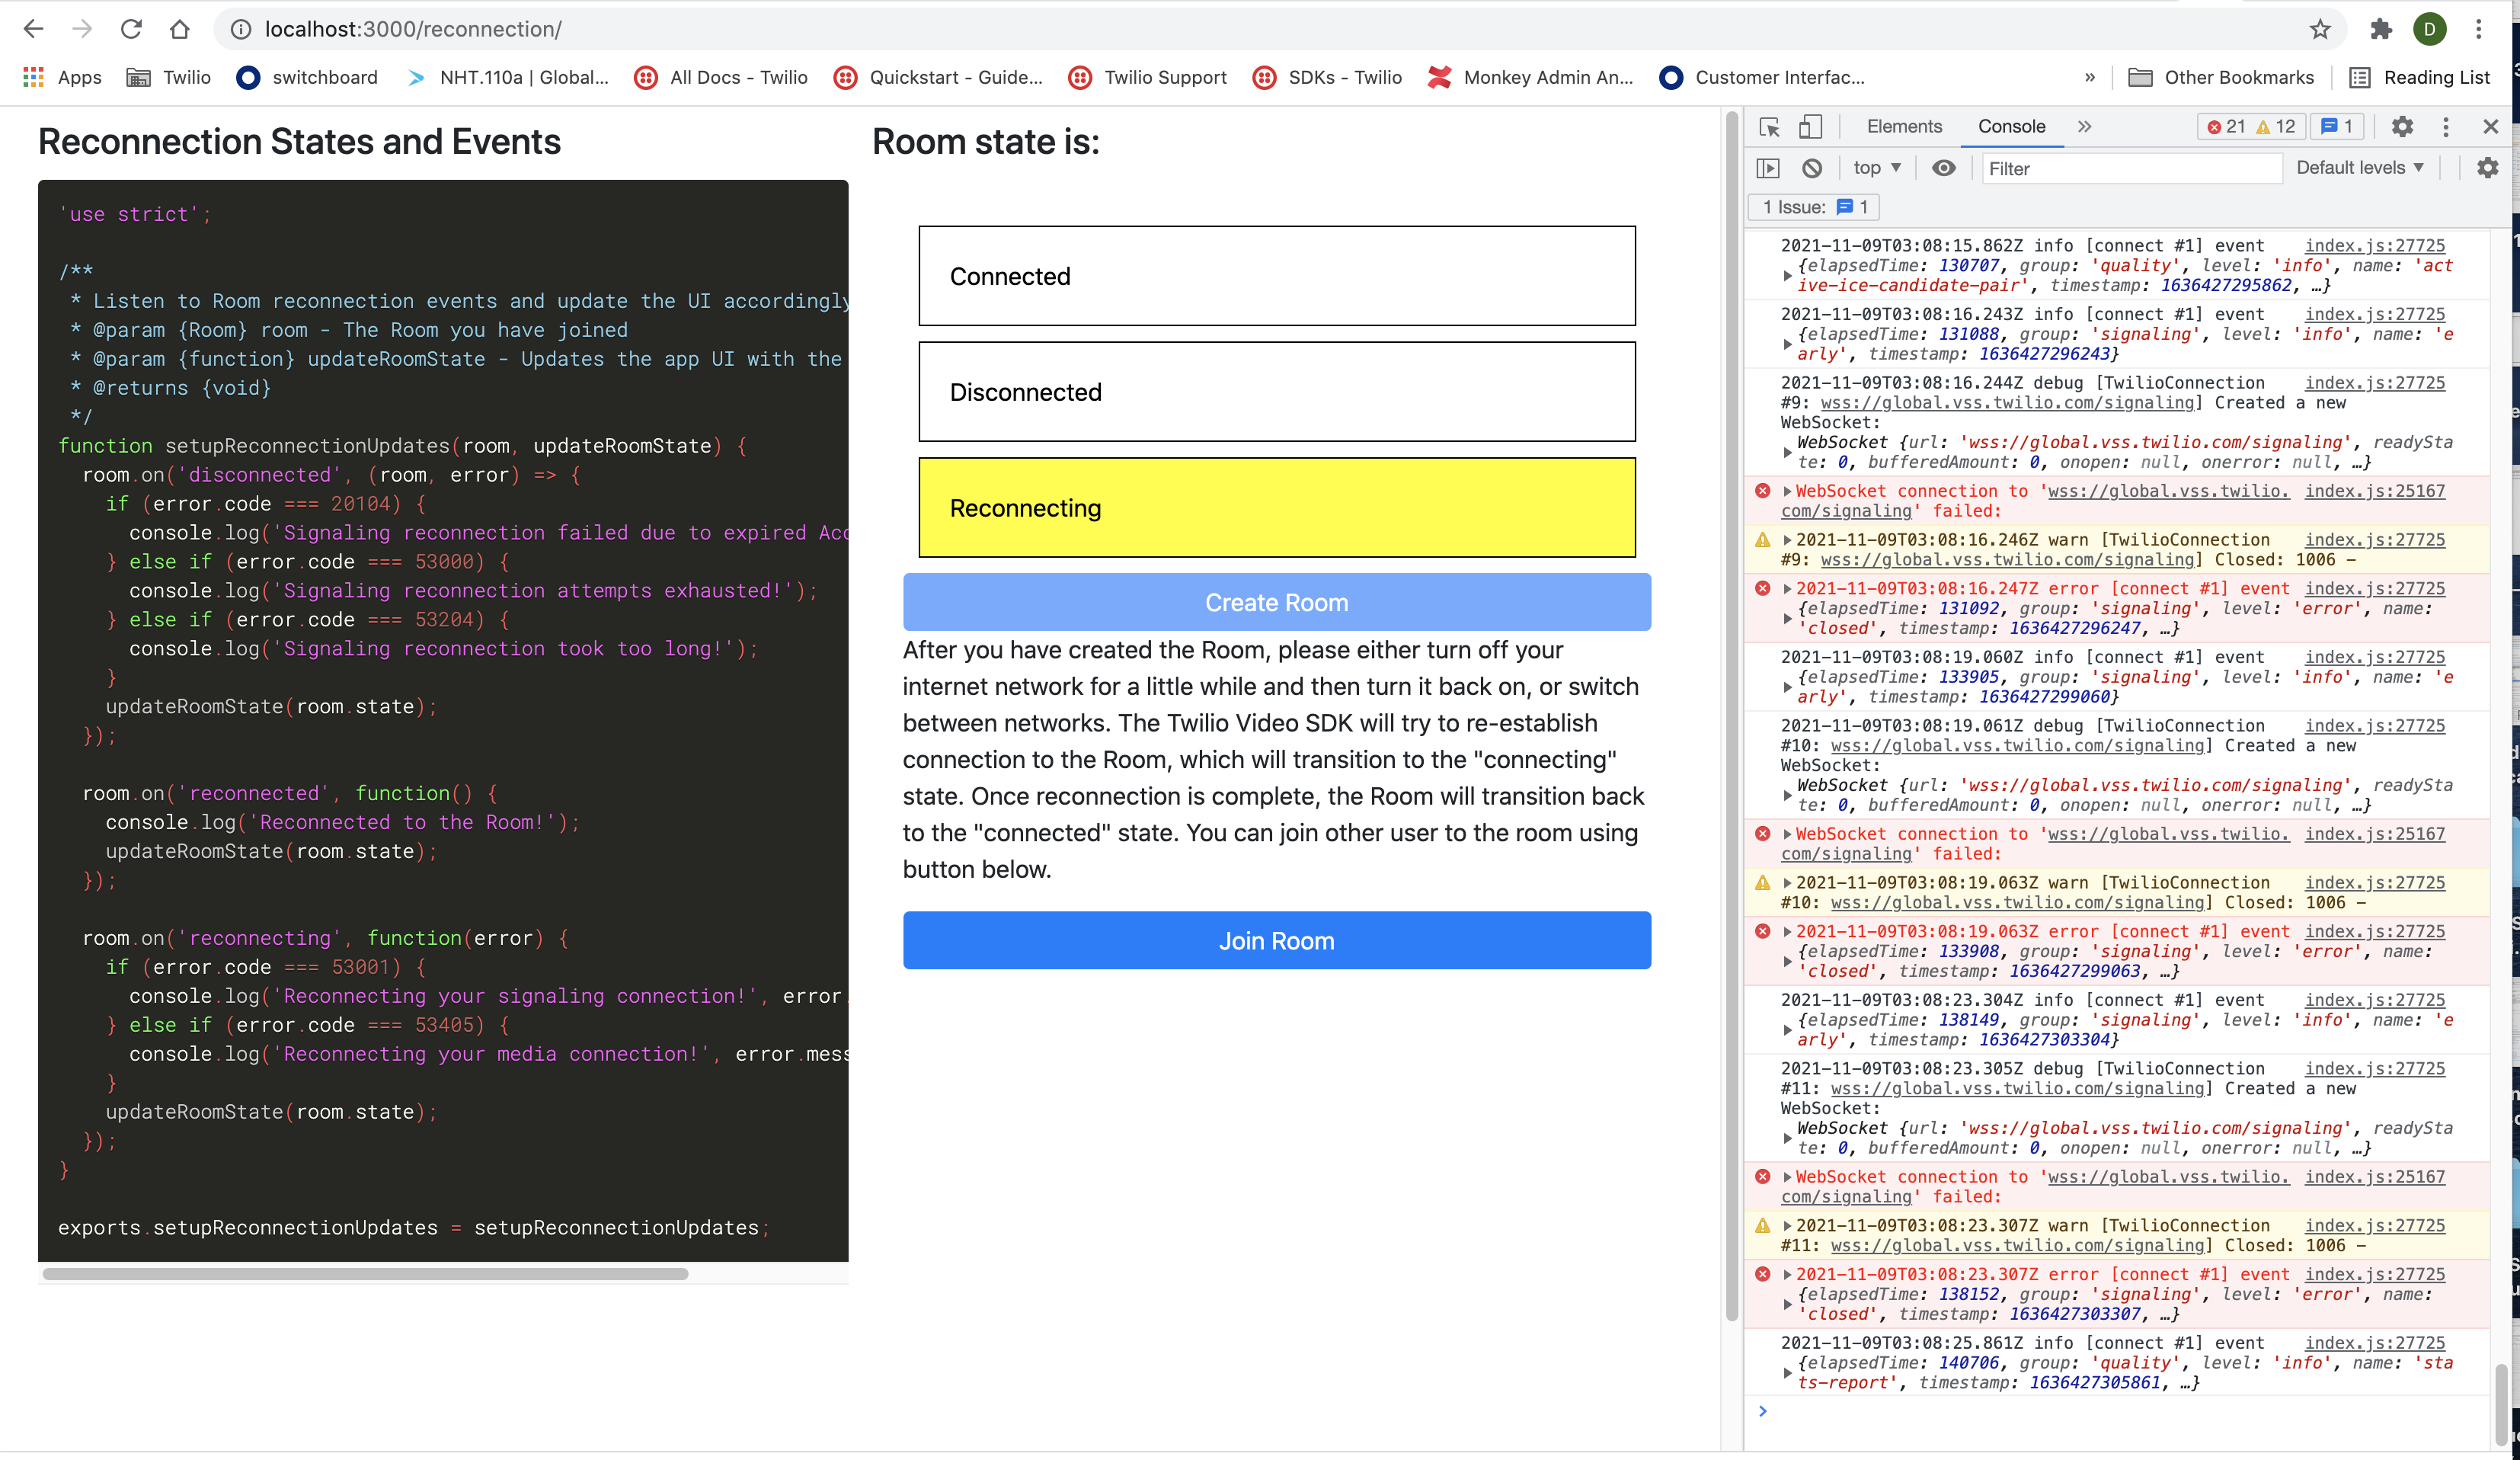 localhost:3000/reconnection/
D
Apps
Twilio
switchboard
NHT.110a | Global...
All Docs - Twilio
Quickstart - Guide...
Twilio Support
SDKs - Twilio
Monkey Admin An...
Customer Interfac...
»
Other Bookmarks
Reading List
Reconnection States and Events
'use strict';
/**
* Listen to Room reconnection events and update the UI accordingly
* @param {Room} room - The Room you have joined
* @param {function} updateRoomState - Updates the app UI with the
* @returns {void}
*/
function setupReconnectionUpdates(room, updateRoomState) {
room.on('disconnected', (room, error) => {
if (error.code === 20104) {
console.log('Signaling reconnection failed due to expired Acc
} else if (error.code === 53000) {
console.log('Signaling reconnection attempts exhausted!');
} else if (error.code === 53204) {
console.log('Signaling reconnection took too long!');
}
updateRoomState(room.state);
});
room.on('reconnected', function() {
console.log('Reconnected to the Room!');
updateRoomState(room.state);
});
room.on('reconnecting', function(error) {
if (error.code === 53001) {
console.log('Reconnecting your signaling connection!', error.
} else if (error.code === 53405) {
console.log('Reconnecting your media connection!', error.mess
}
updateRoomState(room.state);
});
}
exports.setupReconnectionUpdates = setupReconnectionUpdates;
Room state is:
Connected
Disconnected
Reconnecting
Create Room
After you have created the Room, please either turn off your
internet network for a little while and then turn it back on, or switch
between networks. The Twilio Video SDK will try to re-establish
connection to the Room, which will transition to the "connecting"
state. Once reconnection is complete, the Room will transition back
to the "connected" state. You can join other user to the room using
button below.
Join Room
Elements
Console
»
21
12
1
top
Filter
Default levels
1 Issue: 1
2021-11-09T03:08:15.862Z info [connect #1] event index.js:27725
{elapsedTime: 130707, group: 'quality', level: 'info', name: 'act
ive-ice-candidate-pair', timestamp: 1636427295862, …}
2021-11-09T03:08:16.243Z info [connect #1] event index.js:27725
{elapsedTime: 131088, group: 'signaling', level: 'info', name: 'e
arly', timestamp: 1636427296243}
2021-11-09T03:08:16.244Z debug [TwilioConnection index.js:27725
#9: wss://global.vss.twilio.com/signaling] Created a new
WebSocket:
WebSocket {url: 'wss://global.vss.twilio.com/signaling', readySta
te: 0, bufferedAmount: 0, onopen: null, onerror: null, …}
WebSocket connection to 'wss://global.vss.twilio. index.js:25167
com/signaling' failed:
2021-11-09T03:08:16.246Z warn [TwilioConnection index.js:27725
#9: wss://global.vss.twilio.com/signaling] Closed: 1006 –
2021-11-09T03:08:16.247Z error [connect #1] event index.js:27725
{elapsedTime: 131092, group: 'signaling', level: 'error', name:
'closed', timestamp: 1636427296247, …}
2021-11-09T03:08:19.060Z info [connect #1] event index.js:27725
{elapsedTime: 133905, group: 'signaling', level: 'info', name: 'e
arly', timestamp: 1636427299060}
2021-11-09T03:08:19.061Z debug [TwilioConnection index.js:27725
#10: wss://global.vss.twilio.com/signaling] Created a new
WebSocket:
WebSocket {url: 'wss://global.vss.twilio.com/signaling', readySta
te: 0, bufferedAmount: 0, onopen: null, onerror: null, …}
WebSocket connection to 'wss://global.vss.twilio. index.js:25167
com/signaling' failed:
2021-11-09T03:08:19.063Z warn [TwilioConnection index.js:27725
#10: wss://global.vss.twilio.com/signaling] Closed: 1006 –
2021-11-09T03:08:19.063Z error [connect #1] event index.js:27725
{elapsedTime: 133908, group: 'signaling', level: 'error', name:
'closed', timestamp: 1636427299063, …}
2021-11-09T03:08:23.304Z info [connect #1] event index.js:27725
{elapsedTime: 138149, group: 'signaling', level: 'info', name: 'e
arly', timestamp: 1636427303304}
2021-11-09T03:08:23.305Z debug [TwilioConnection index.js:27725
#11: wss://global.vss.twilio.com/signaling] Created a new
WebSocket:
WebSocket {url: 'wss://global.vss.twilio.com/signaling', readySta
te: 0, bufferedAmount: 0, onopen: null, onerror: null, …}
WebSocket connection to 'wss://global.vss.twilio. index.js:25167
com/signaling' failed:
2021-11-09T03:08:23.307Z warn [TwilioConnection index.js:27725
#11: wss://global.vss.twilio.com/signaling] Closed: 1006 –
2021-11-09T03:08:23.307Z error [connect #1] event index.js:27725
{elapsedTime: 138152, group: 'signaling', level: 'error', name:
'closed', timestamp: 1636427303307, …}
2021-11-09T03:08:25.861Z info [connect #1] event index.js:27725
{elapsedTime: 140706, group: 'quality', level: 'info', name: 'sta
ts-report', timestamp: 1636427305861, …}